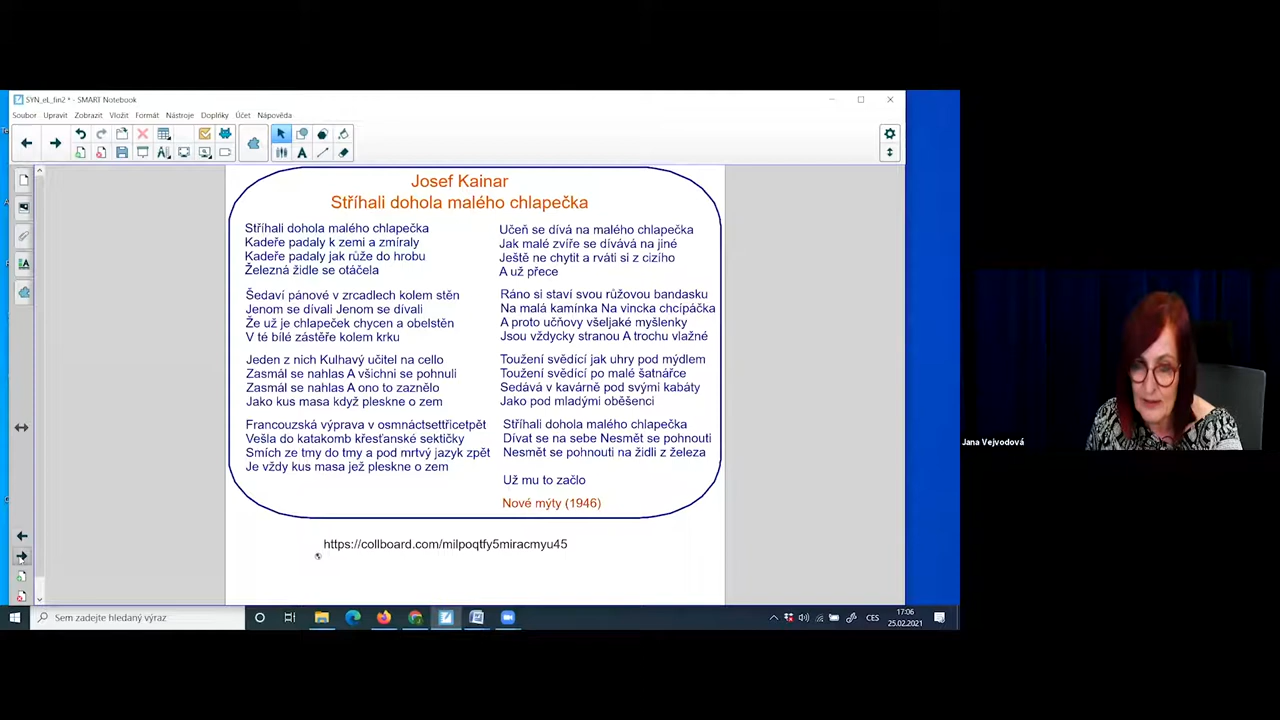 SYN_eL_fin2 * - SMART Notebook
Soubor Upravit Zobrazit Vložit Formát Nástroje Doplňky Účet Nápověda
Josef Kainar
Stříhali dohola malého chlapečka
Stříhali dohola malého chlapečka
Kadeře padaly k zemi a zmíraly
Kadeře padaly jak růže do hrobu
Železná židle se otáčela
Šedaví pánové v zrcadlech kolem stěn
Jenom se dívali Jenom se dívali
Že už je chlapeček chycen a obelstěn
V té bílé zástěře kolem krku
Jeden z nich Kulhavý učitel na cello
Zasmál se nahlas A všichni se pohnuli
Zasmál se nahlas A ono to zaznělo
Jako kus masa když pleskne o zem
Francouzská výprava v osmnáctsettřicetpět
Vešla do katakomb křesťanské sektičky
Smích ze tmy do tmy a pod mrtvý jazyk zpět
Je vždy kus masa jež pleskne o zem
Učeň se dívá na malého chlapečka
Jak malé zvíře se dívává na jiné
Ještě ne chytit a rváti si z cizího
A už přece
Ráno si staví svou růžovou bandasku
Na malá kamínka Na vincka chcípáčka
A proto učňovy všeljaké myšlenky
Jsou vždycky stranou A trochu vlažné
Toužení svědící jak uhry pod mýdlem
Toužení svědící po malé šatnářce
Sedává v kavárně pod svými kabáty
Jako pod mladými oběšenci
Stříhali dohola malého chlapečka
Dívat se na sebe Nesmět se pohnouti
Nesmět se pohnouti na židli z železa
Už mu to začlo
Nové mýty (1946)
https://collboard.com/milpoqtfy5miracmyu45
Jana Vejvodová
Sem zadejte hledaný výraz
CES
17:06
25.02.2021